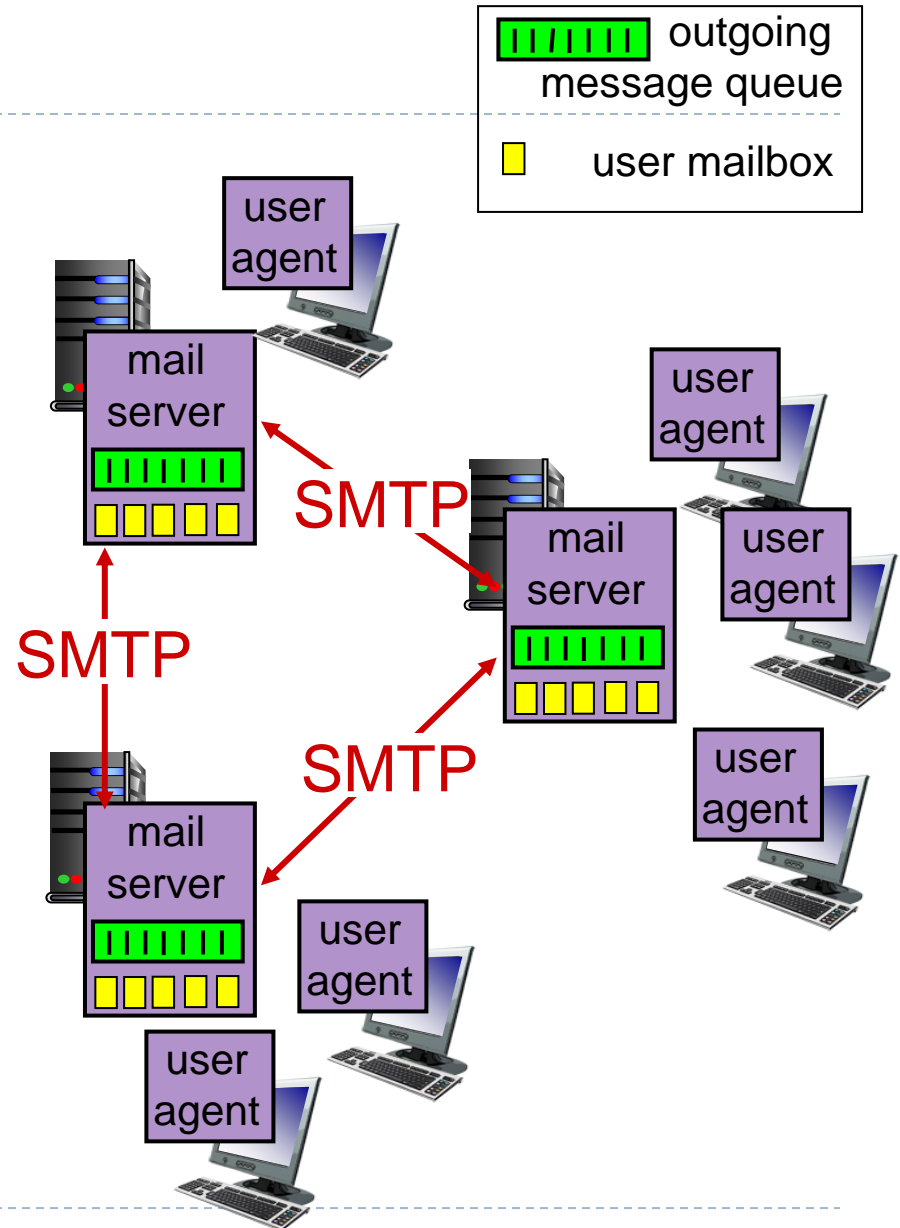 outgoing
message queue
user mailbox
user
agent
mail
server
user
agent
SMTP
mail
server
user
agent
SMTP
SMTP
user
agent
mail
server
user
agent
user
agent